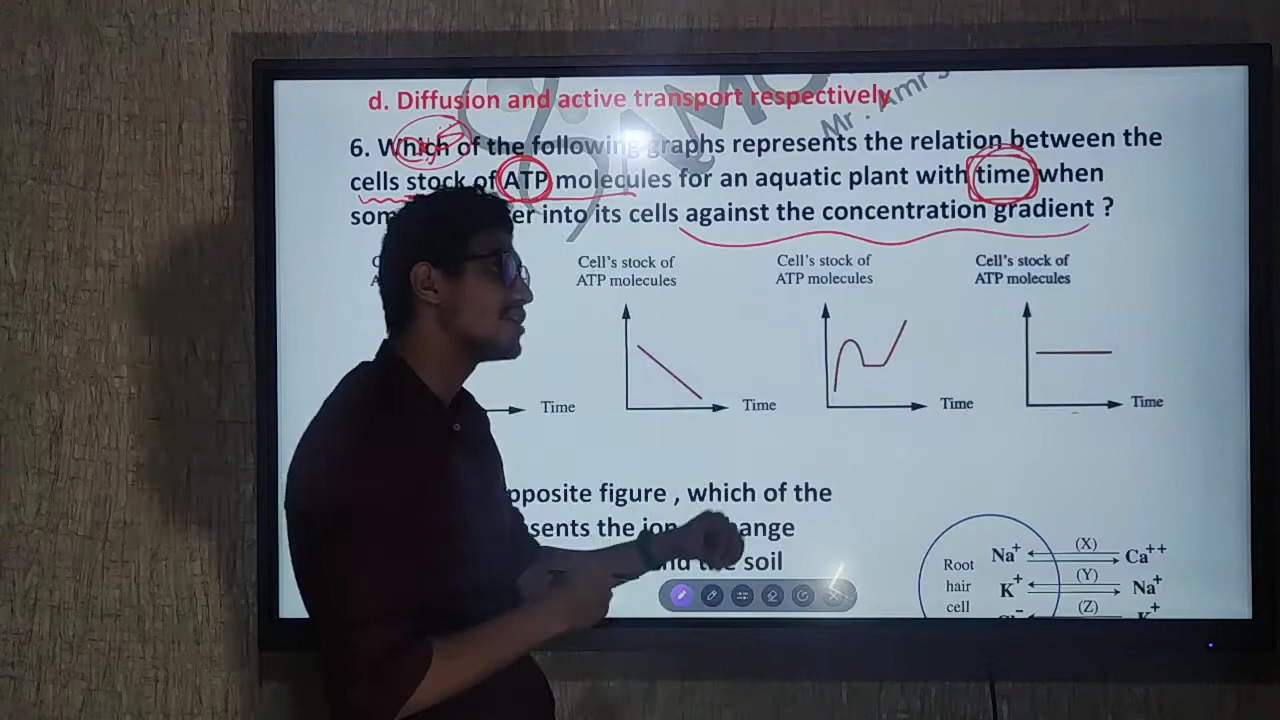 d. Diffusion and active transport respectively
Mr. Amr S
6. Which of the following graphs represents the relation between the
cells stock of ATP molecules for an aquatic plant with time when
som er into its cells against the concentration gradient ?
Cell's stock of
ATP molecules
Cell's stock of
ATP molecules
Cell's stock of
ATP molecules
Time
Time
Time
Time
pposite figure , which of the
sents the ion ange
soil
Root
hair
cell
Na+ (X) Ca++
K+ (Y) Na+
(Z) K+